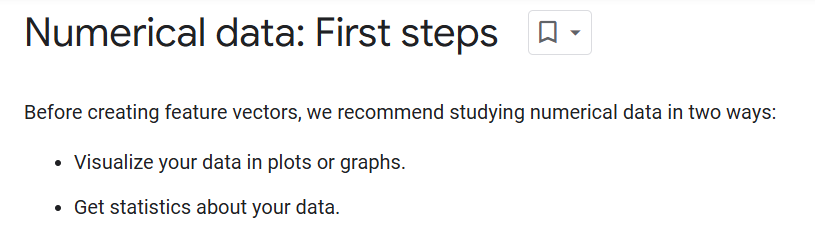 Numerical data: First steps
Before creating feature vectors, we recommend studying numerical data in two ways:
• Visualize your data in plots or graphs.
• Get statistics about your data.